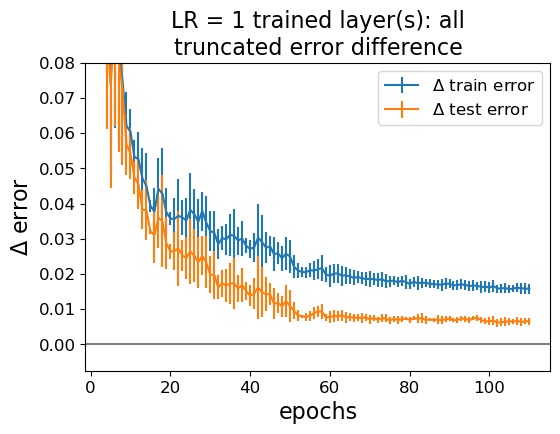 LR = 1 trained layer(s): all
truncated error difference
Δ train error
Δ test error
0.08
0.07
0.06
0.05
0.04
0.03
0.02
0.01
0.00
Δ error
0 20 40 60 80 100
epochs